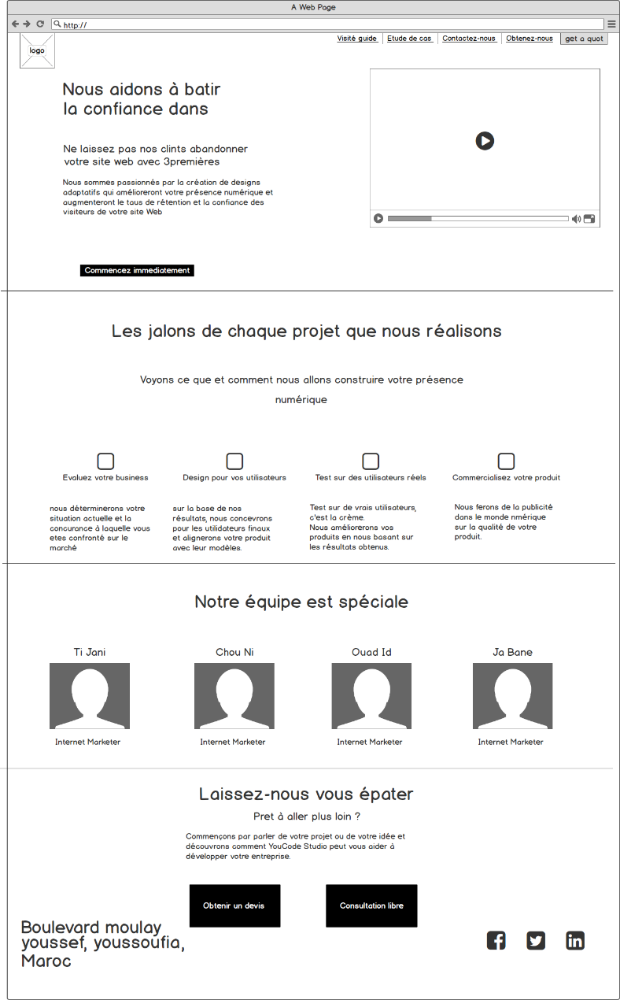 A Web Page
http://
logo
Visité guide
Etude de cas
Contactez-nous
Obtenez-nous
get a quot
Nous aidons à batir
la confiance dans
Ne laissez pas nos clints abandonner
votre site web avec 3premières
Nous sommes passionnés par la création de designs
adaptatifs qui amélioreront votre présence numérique et
augmenteront le taus de rétention et la confiance des
visiteurs de votre site Web
Commencez immediatement
Les jalons de chaque projet que nous réalisons
Voyons ce que et comment nous allons construire votre présence
numérique
Evaluez votre business
nous déterminerons votre
situation actuelle et la
concurance à laquelle vous
etes confronté sur le
marché
Design pour vos utilisateurs
sur la base de nos
résultats, nous concevrons
pour les utilidateurs finaux
et alignerons votre produit
avec leur modèles.
Test sur des utilisateurs réels
Test sur de vrais utilisateurs,
c'est la crème.
Nous améliorerons vos
produits en nous basant sur
les résultats obtenus.
Commercialisez votre produit
Nous ferons de la publicité
dans le monde nmérique
sur la qualité de votre
produit.
Notre équipe est spéciale
Ti Jani
Chou Ni
Ouad Id
Ja Bane
Internet Marketer
Internet Marketer
Internet Marketer
Internet Marketer
Laissez-nous vous épater
Pret à aller plus loin ?
Commençons par parler de votre projet ou de votre idée et
découvrons comment YouCode Studio peut vous aider à
développer votre entreprise.
Obtenir un devis
Consultation libre
Boulevard moulay
youssef, youssoufia,
Maroc